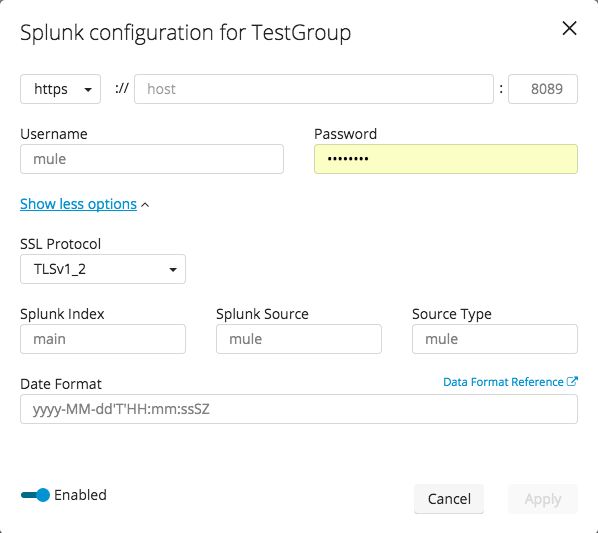 Splunk configuration for TestGroup
https :// host : 8089
Username Password
mule ••••••••
Show less options
SSL Protocol
TLSv1_2
Splunk Index Splunk Source Source Type
main mule mule
Date Format Data Format Reference
yyyy-MM-dd'T'HH:mm:ssSZ
Enabled Cancel Apply